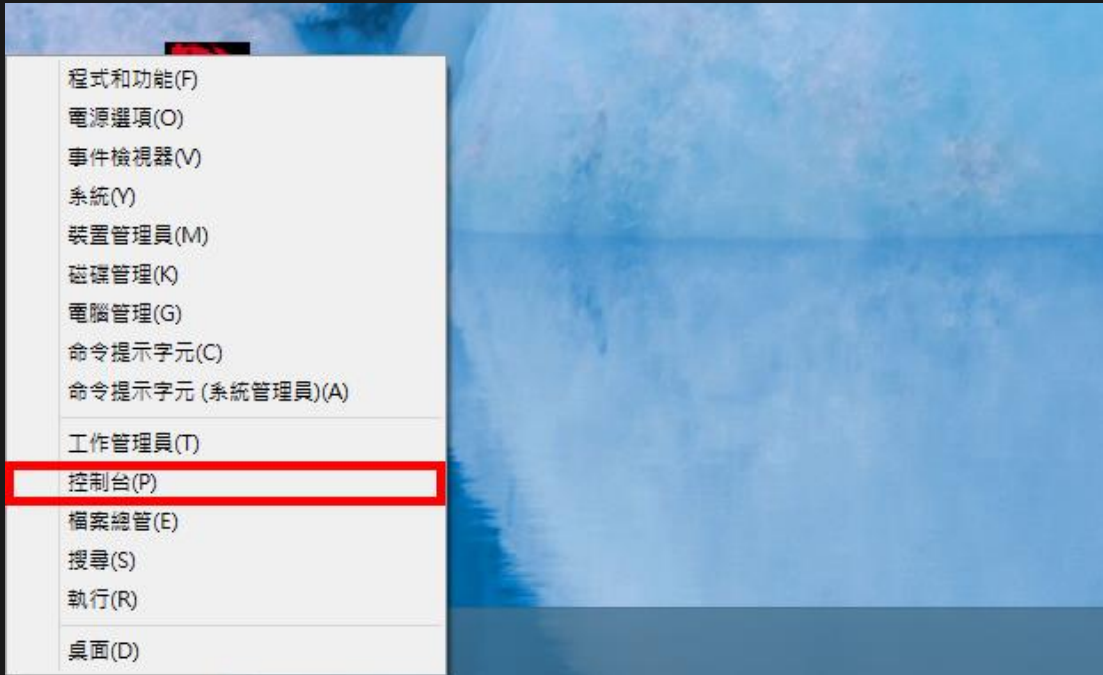 程式和功能(F)
電源選項(O)
事件檢視器(V)
系統(Y)
裝置管理員(M)
磁碟管理(K)
電腦管理(G)
命令提示字元(C)
命令提示字元 (系統管理員)(A)
工作管理員(T)
控制台(P)
檔案總管(E)
搜尋(S)
執行(R)
桌面(D)